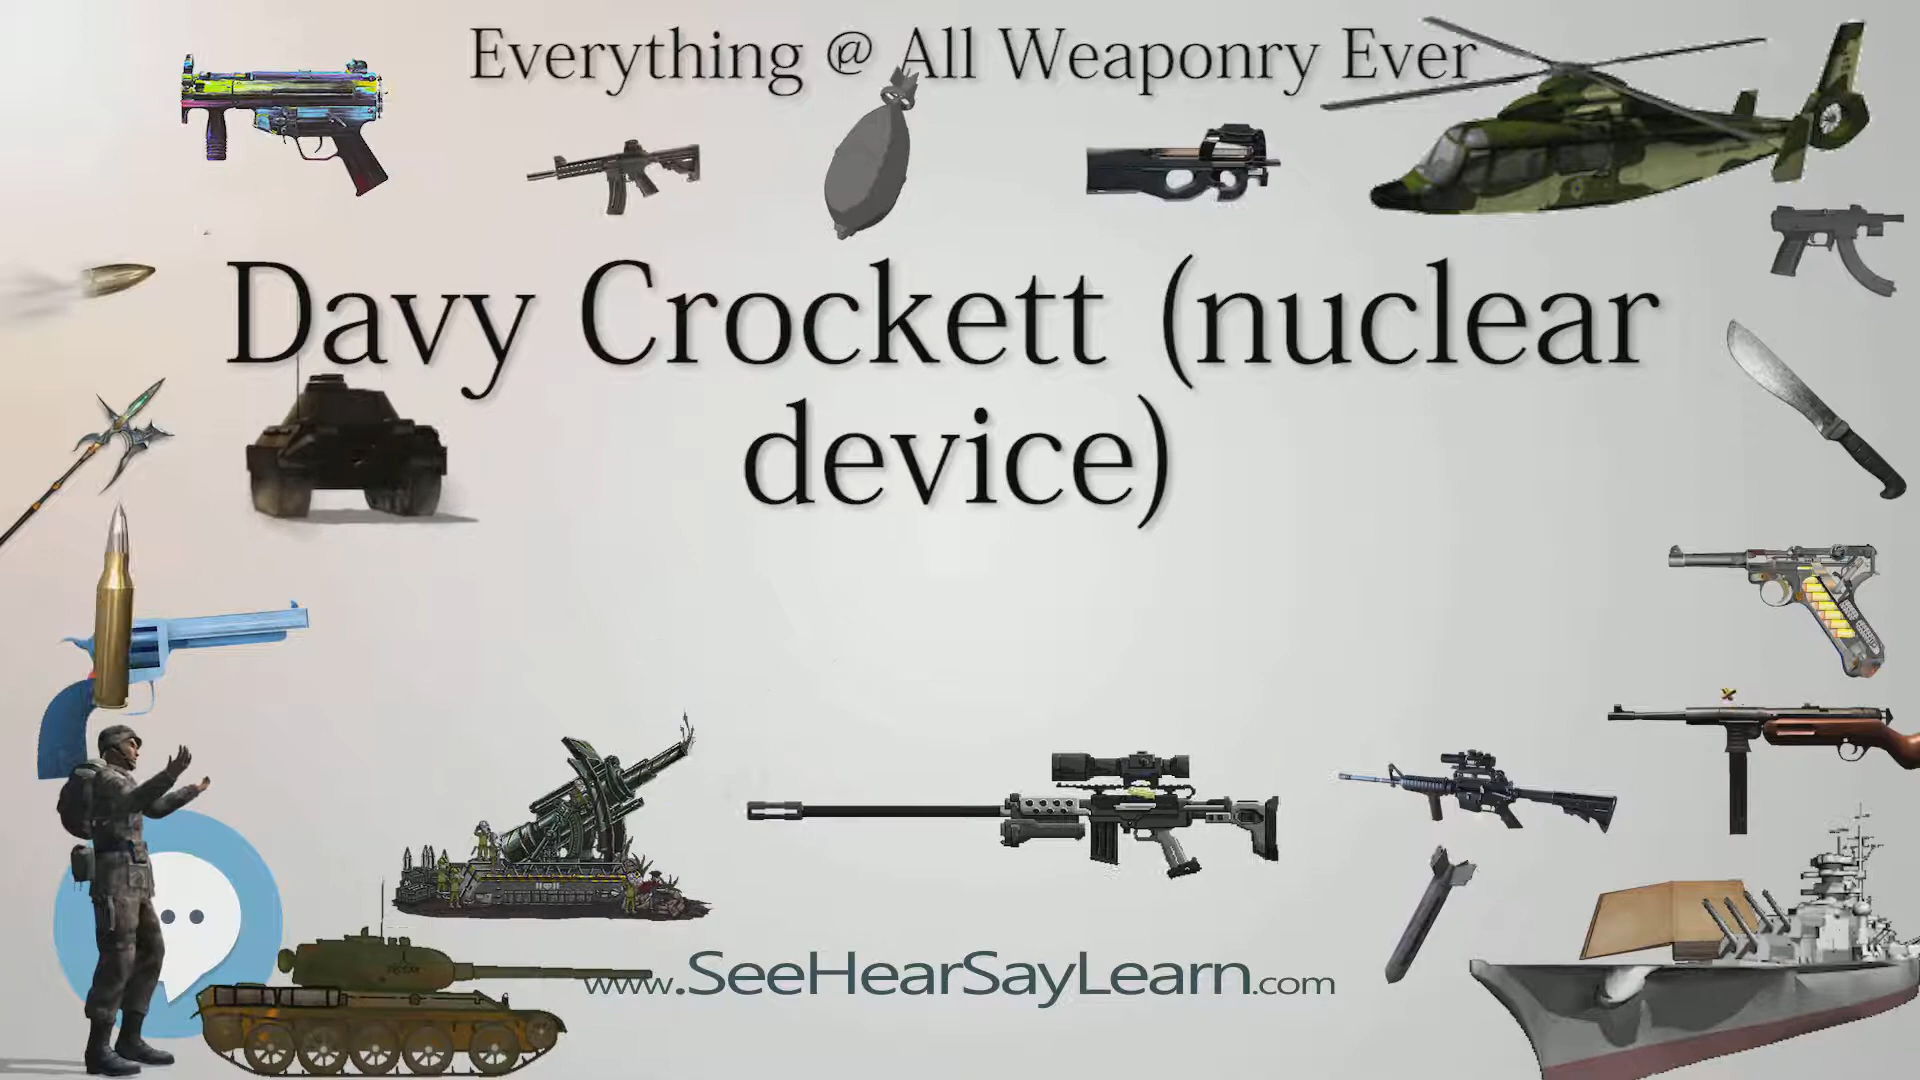 Everything @ All Weaponry Ever
Davy Crockett (nuclear
device)
www.SeeHearSayLearn.com